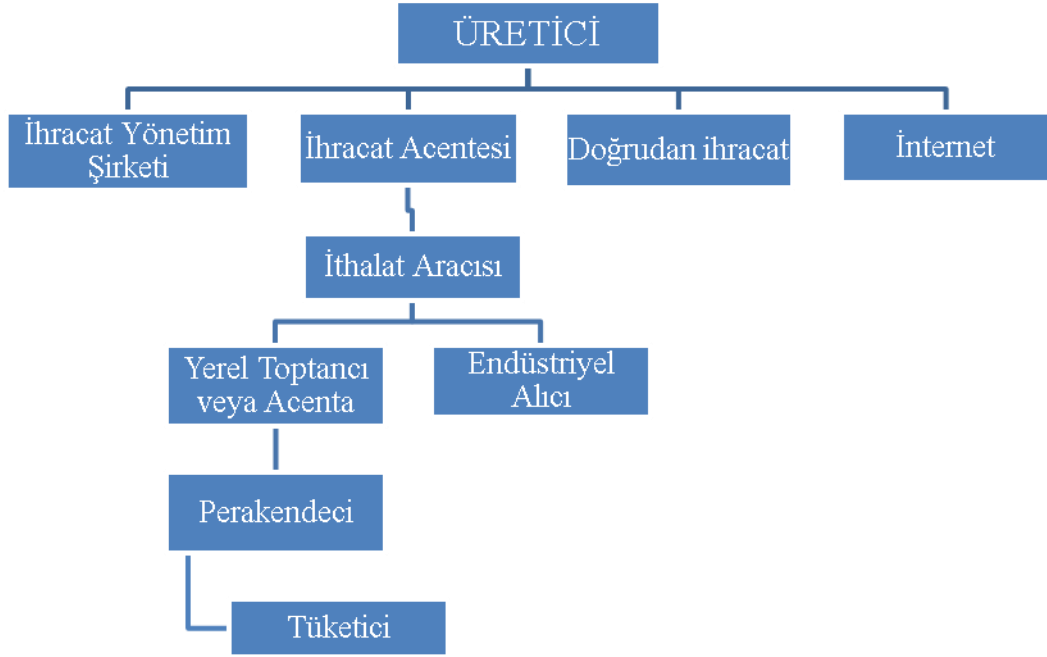 ÜRETİCİ
İhracat Yönetim
Şirketi
İhracat Acentesi
Doğrudan ihracat
İnternet
İthalat Aracısı
Yerel Toptancı
veya Acenta
Endüstriyel
Alıcı
Perakendeci
Tüketici